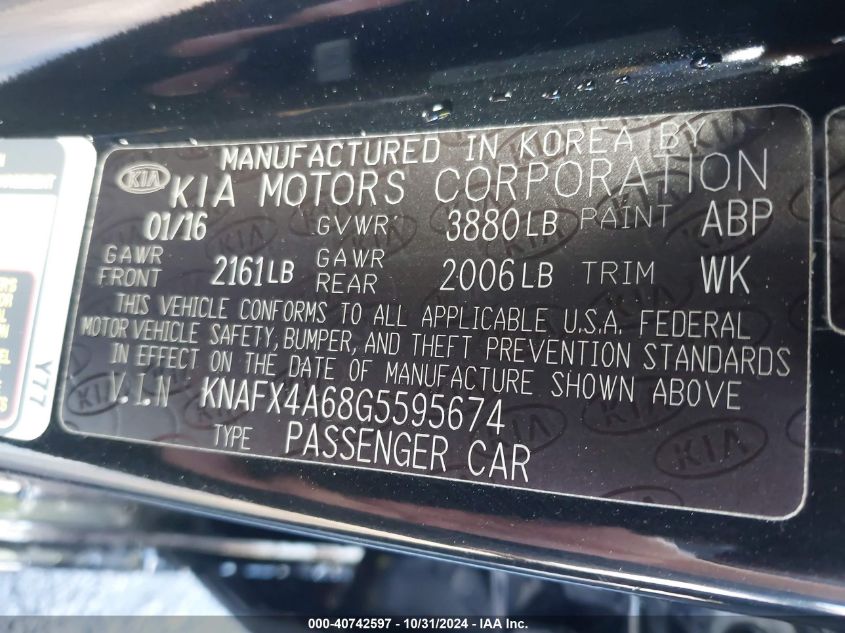 MANUFACTURED IN KOREA BY
KIA KIA MOTORS CORPORATION
01/16 GVWR 3880LB PAINT ABP
GAWR FRONT 2161LB GAWR REAR 2006LB TRIM WK
THIS VEHICLE CONFORMS TO ALL APPLICABLE U.S.A. FEDERAL
MOTOR VEHICLE SAFETY, BUMPER, AND THEFT PREVENTION STANDARDS
IN EFFECT ON THE DATE OF MANUFACTURE SHOWN ABOVE
V.I.N KNAFX4A68G5595674
TYPE PASSENGER CAR
Y77
000-40742597 - 10/31/2024 - IAA Inc.